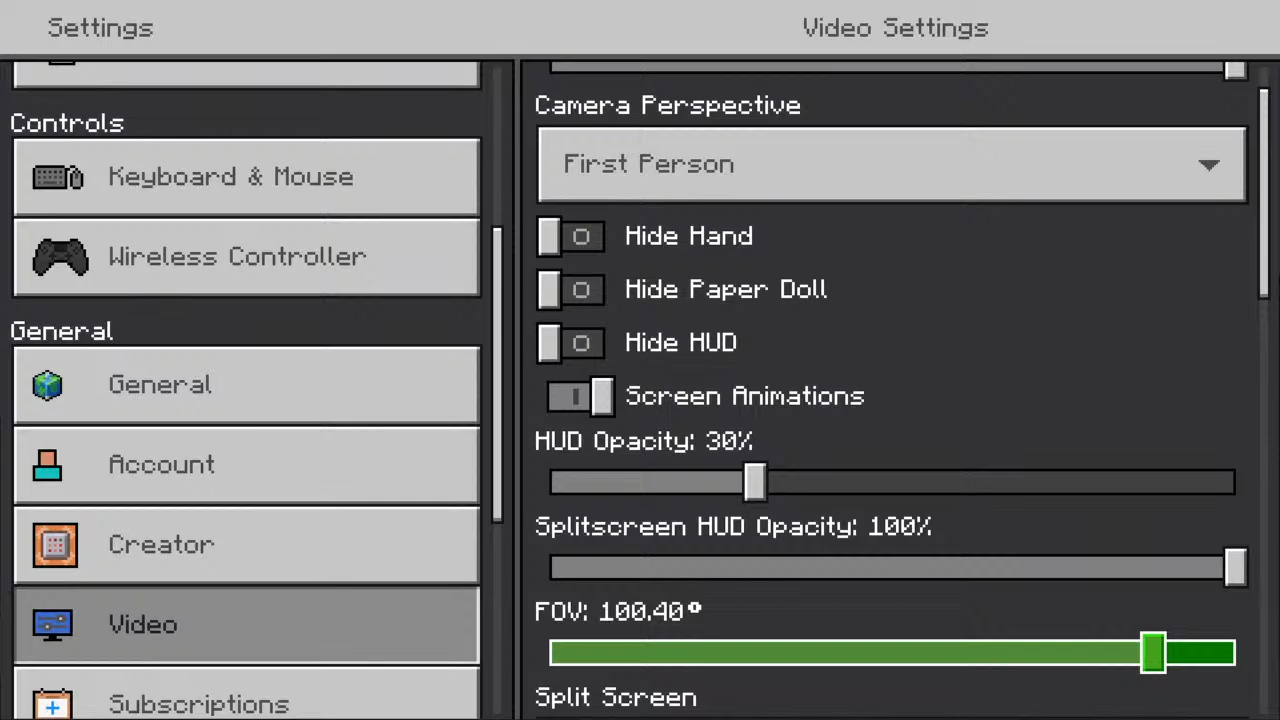 Settings
Video Settings
Controls
Keyboard & Mouse
Wireless Controller
General
General
Account
Creator
Video
Subscriptions
Camera Perspective
First Person
Hide Hand
Hide Paper Doll
Hide HUD
Screen Animations
HUD Opacity: 30%
Splitscreen HUD Opacity: 100%
FOV: 100.40°
Split Screen